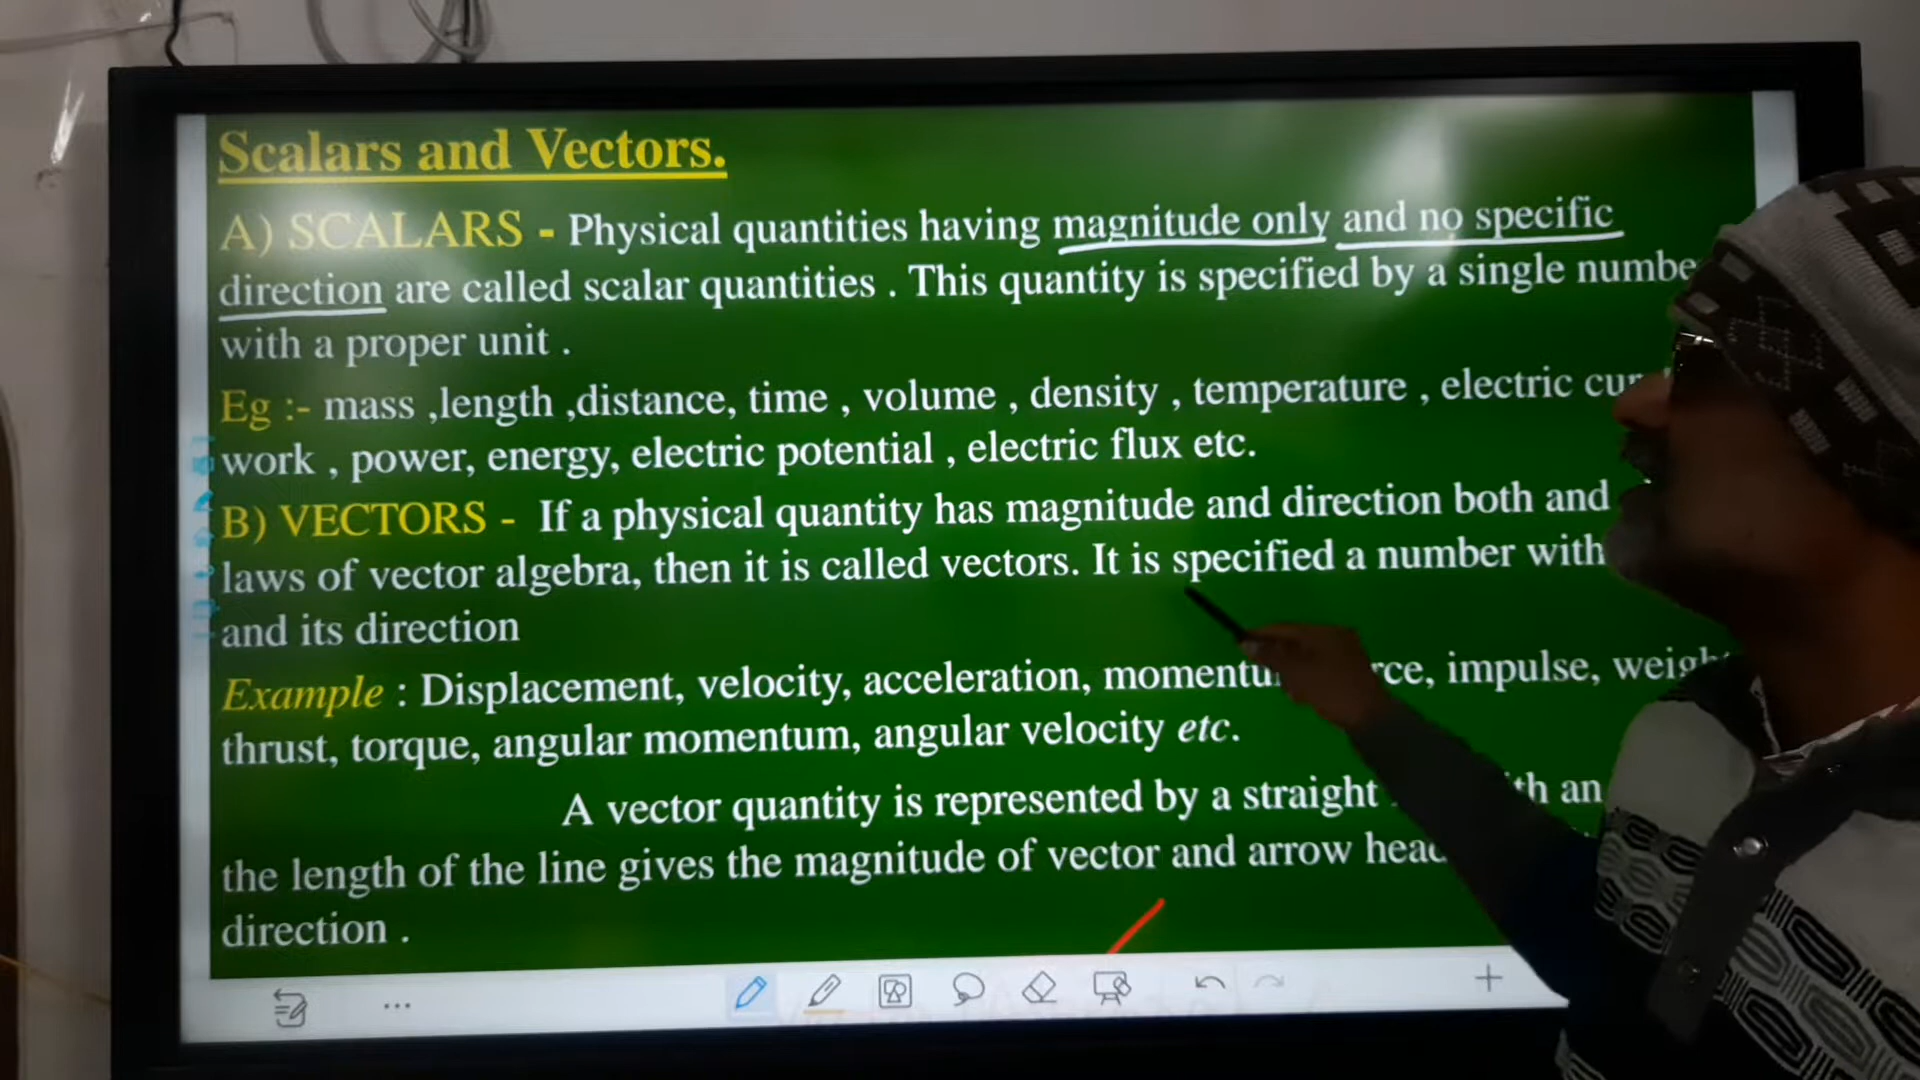 Scalars and Vectors.
A) SCALARS - Physical quantities having magnitude only and no specific
direction are called scalar quantities . This quantity is specified by a single
with a proper unit .
Eg :- mass ,length ,distance, time , volume , density , temperature , electric
work , power, energy, electric potential , electric flux etc.
B) VECTORS - If a physical quantity has magnitude and direction both and
laws of vector algebra, then it is called vectors. It is specified a number with
and its direction
Example : Displacement, velocity, acceleration, impulse,
thrust, torque, angular momentum, angular velocity etc.
A vector quantity is represented by a straight an
the length of the line gives the magnitude of vector and arrow
direction .